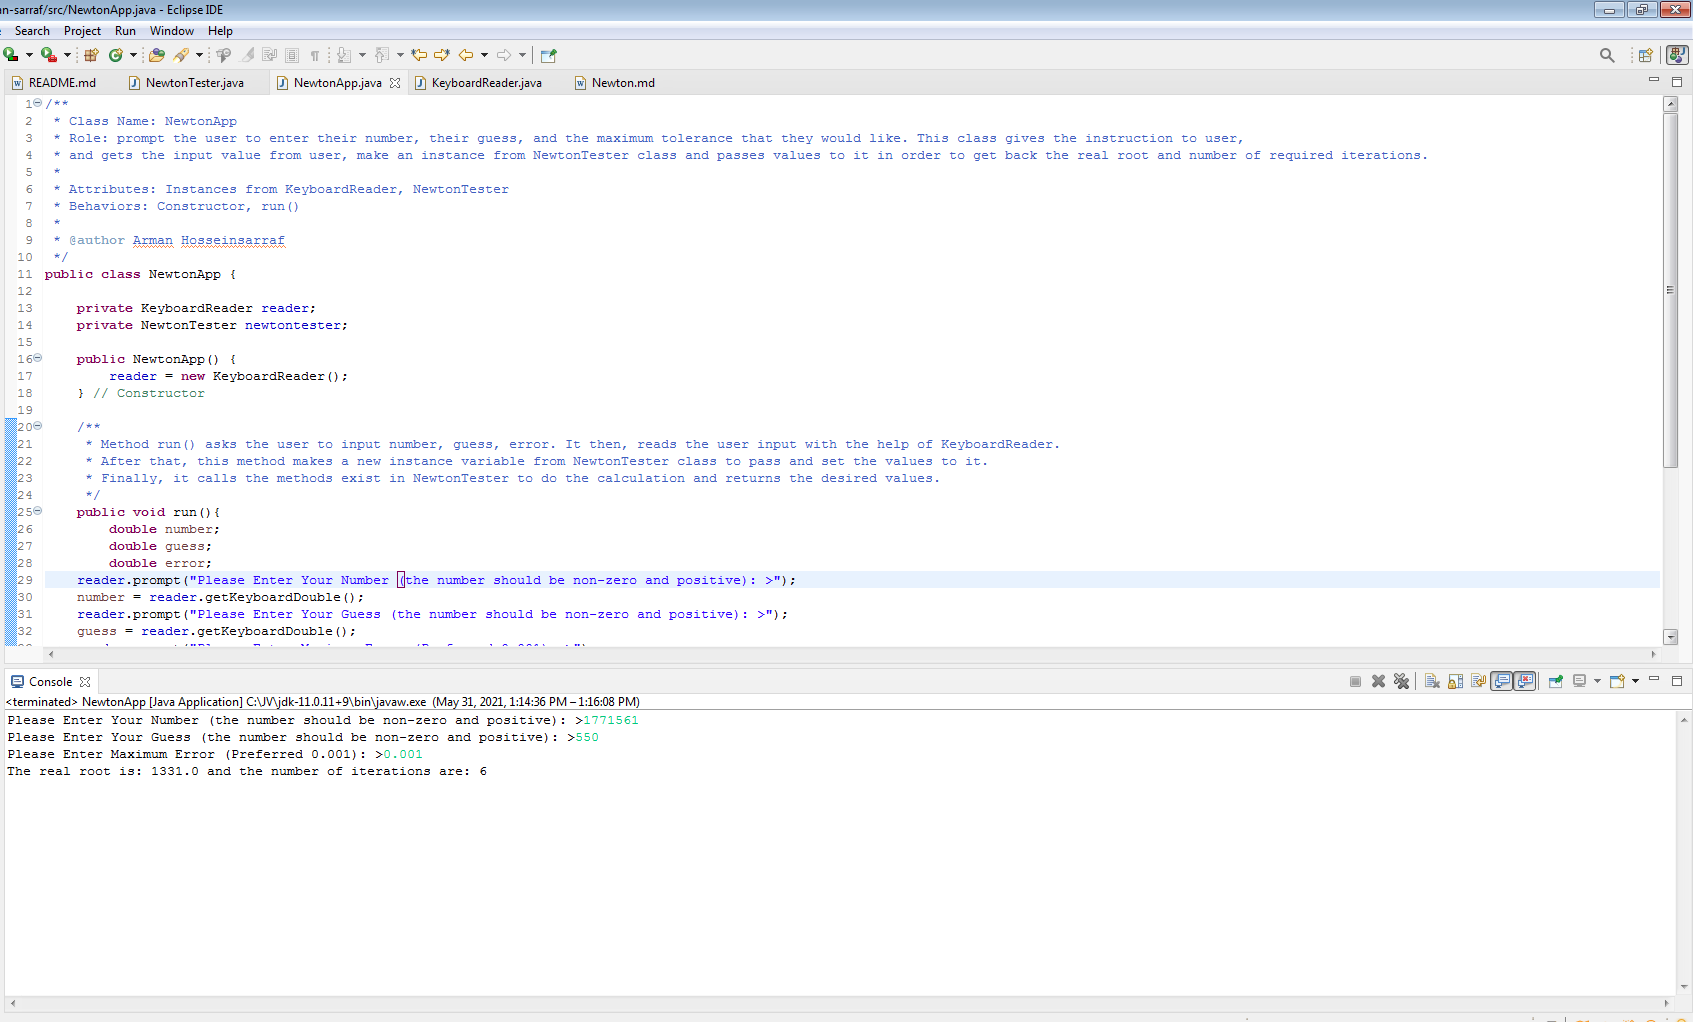 n-sarraf/src/NewtonApp.java - Eclipse IDE
Search Project Run Window Help
README.md NewtonTester.java NewtonApp.java KeyboardReader.java Newton.md
1 /**
2 * Class Name: NewtonApp
3 * Role: prompt the user to enter their number, their guess, and the maximum tolerance that they would like. This class gives the instruction to user,
4 * and gets the input value from user, make an instance from NewtonTester class and passes values to it in order to get back the real root and number of required iterations.
5 *
6 * Attributes: Instances from KeyboardReader, NewtonTester
7 * Behaviors: Constructor, run()
8 *
9 * @author Arman Hosseinsarraf
10 */
11 public class NewtonApp {
12
13 private KeyboardReader reader;
14 private NewtonTester newtontester;
15
16 public NewtonApp() {
17 reader = new KeyboardReader();
18 } // Constructor
19
20 /**
21 * Method run() asks the user to input number, guess, error. It then, reads the user input with the help of KeyboardReader.
22 * After that, this method makes a new instance variable from NewtonTester class to pass and set the values to it.
23 * Finally, it calls the methods exist in NewtonTester to do the calculation and returns the desired values.
24 */
25 public void run(){
26 double number;
27 double guess;
28 double error;
29 reader.prompt("Please Enter Your Number (the number should be non-zero and positive): >");
30 number = reader.getKeyboardDouble();
31 reader.prompt("Please Enter Your Guess (the number should be non-zero and positive): >");
32 guess = reader.getKeyboardDouble();
Console
<terminated> NewtonApp [Java Application] C:\JV\jdk-11.0.11+9\bin\javaw.exe (May 31, 2021, 1:14:36 PM – 1:16:08 PM)
Please Enter Your Number (the number should be non-zero and positive): >1771561
Please Enter Your Guess (the number should be non-zero and positive): >550
Please Enter Maximum Error (Preferred 0.001): >0.001
The real root is: 1331.0 and the number of iterations are: 6